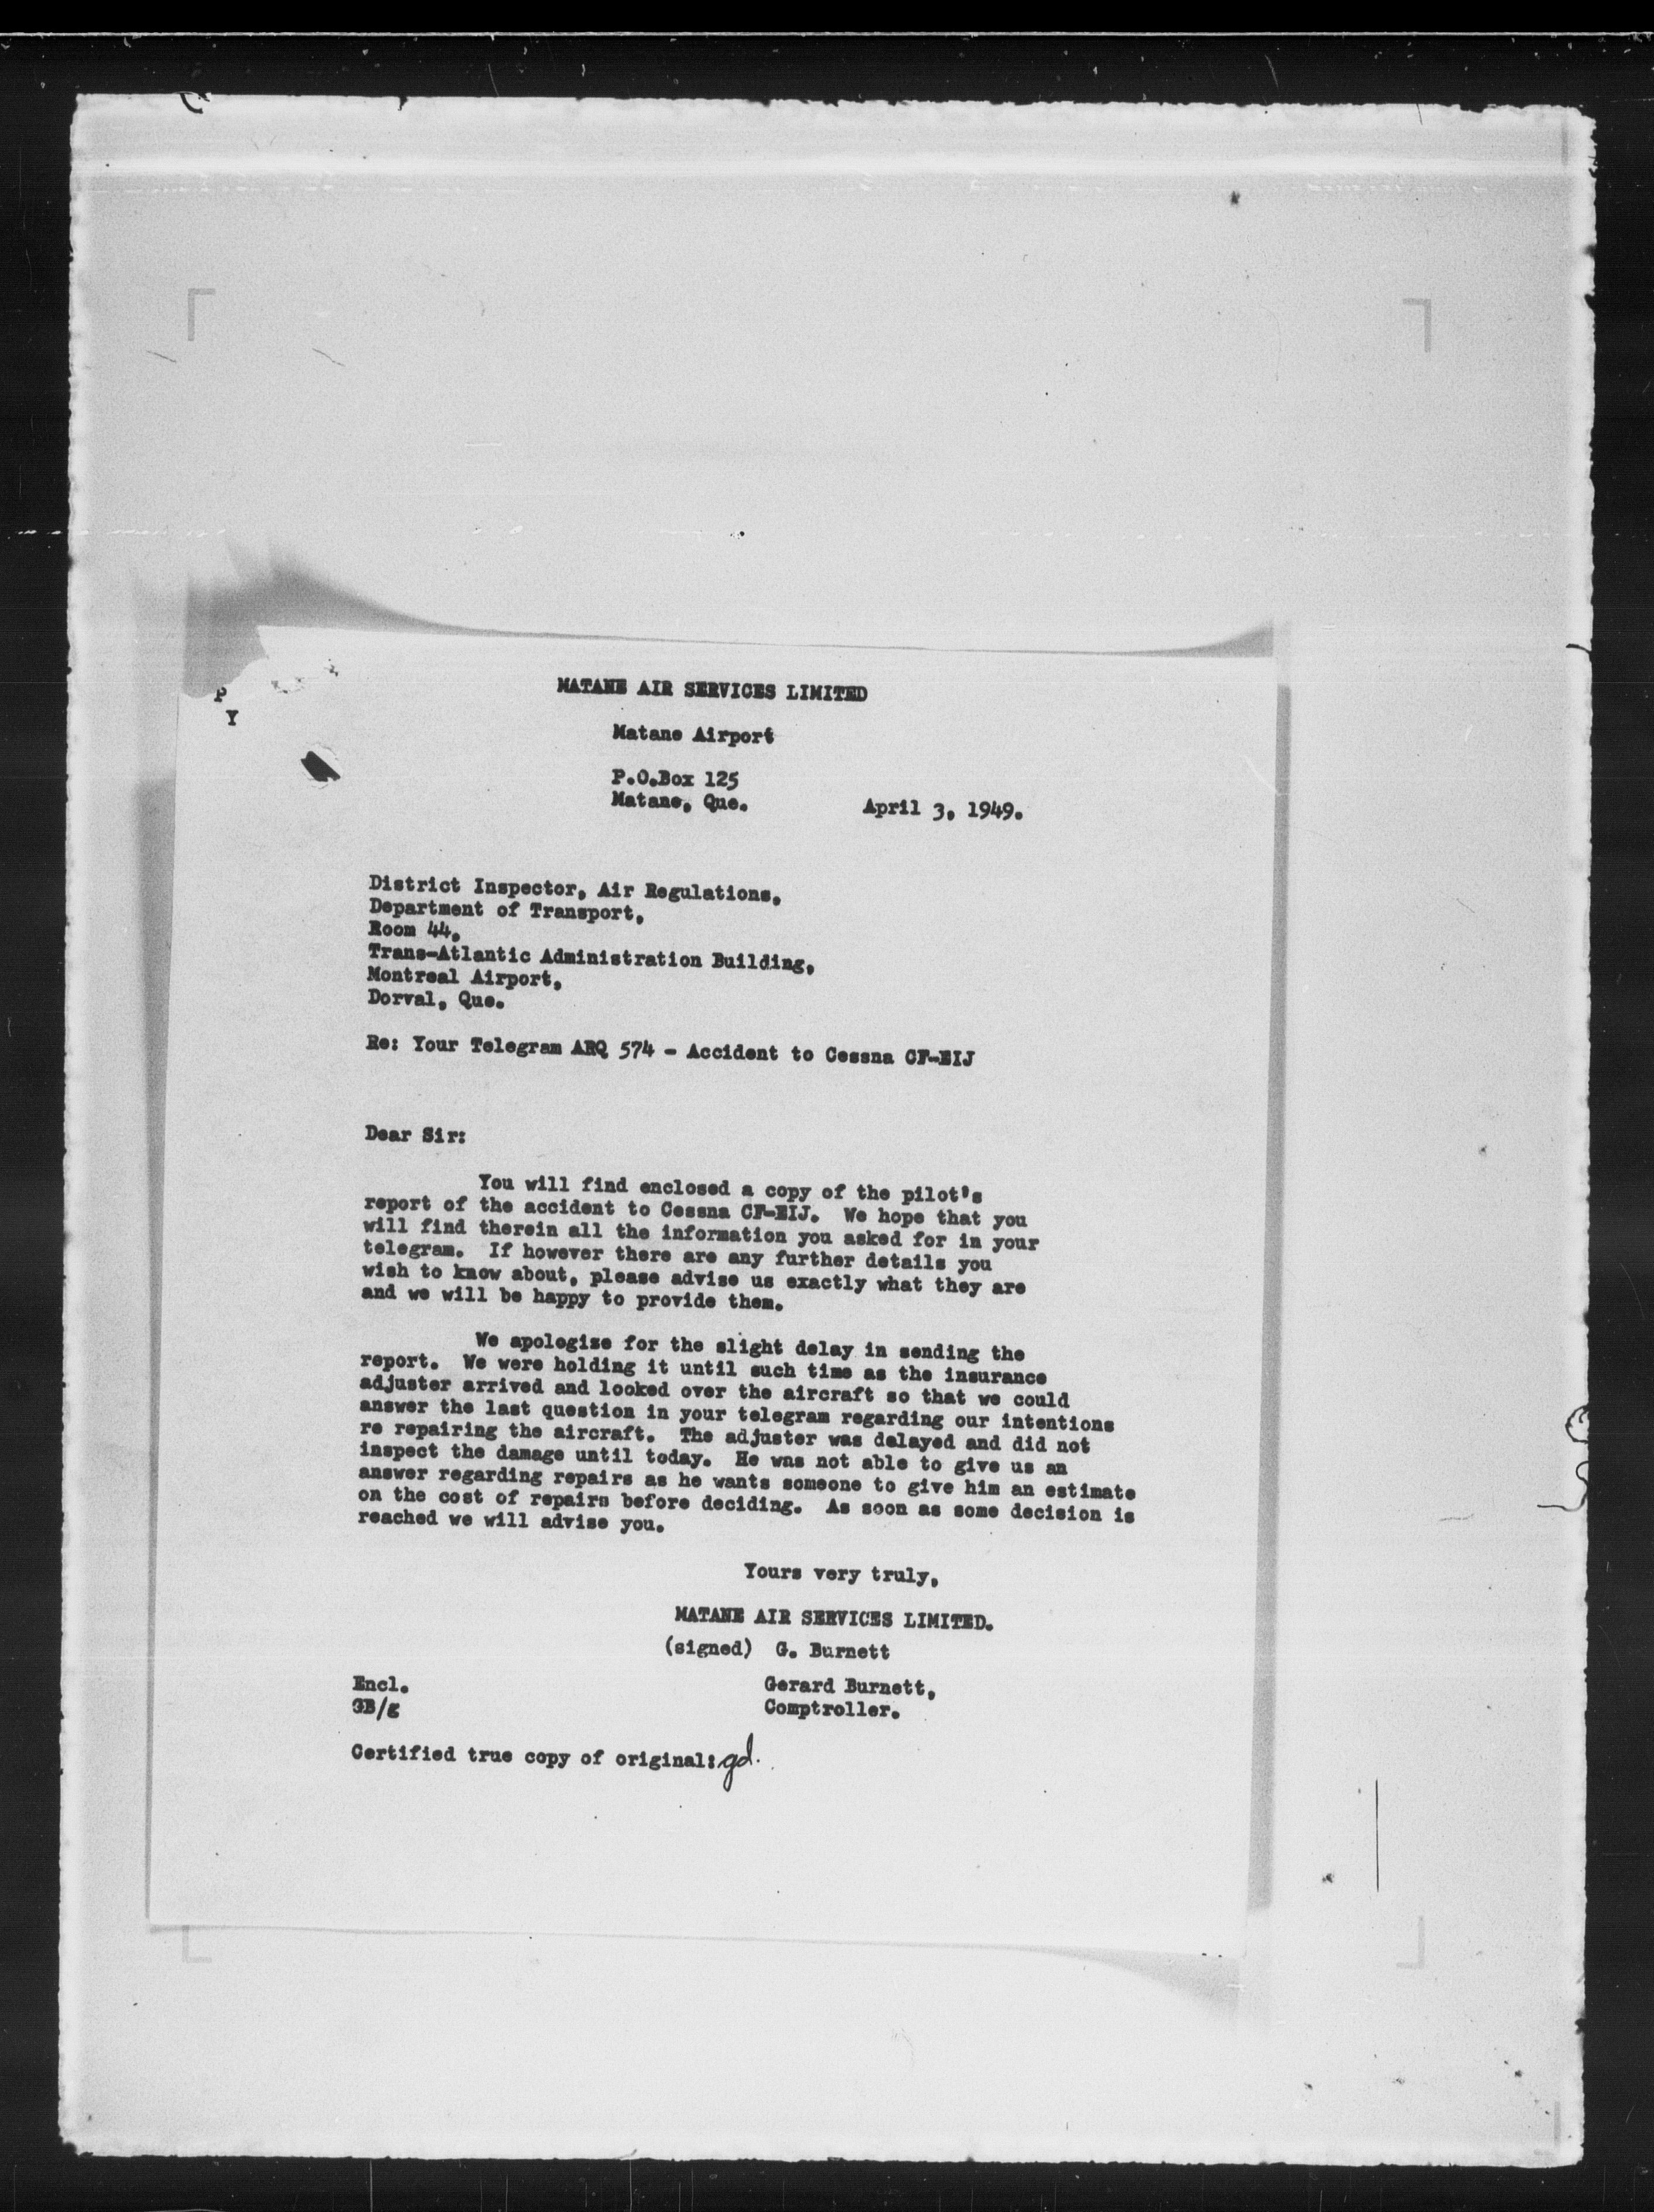 P
Y
MATANE AIR SERVICES LIMITED
Matane Airport
P.O.Box 125
Matane, Que.
April 3, 1949.
District Inspector, Air Regulations,
Department of Transport,
Room 44,
Trans-Atlantic Administration Building,
Montreal Airport,
Dorval, Que.
Re: Your Telegram ARQ 574 - Accident to Cessna CF-EIJ
Dear Sir:
You will find enclosed a copy of the pilot's
report of the accident to Cessna CF-EIJ. We hope that you
will find therein all the information you asked for in your
telegram. If however there are any further details you
wish to know about, please advise us exactly what they are
and we will be happy to provide them.
We apologize for the slight delay in sending the
report. We were holding it until such time as the insurance
adjuster arrived and looked over the aircraft so that we could
answer the last question in your telegram regarding our intentions
re repairing the aircraft. The adjuster was delayed and did not
inspect the damage until today. He was not able to give us an
answer regarding repairs as he wants someone to give him an estimate
on the cost of repairs before deciding. As soon as some decision is
reached we will advise you.
Yours very truly,
MATANE AIR SERVICES LIMITED.
(signed) G. Burnett
Encl.
GB/g
Gerard Burnett,
Comptroller.
Certified true copy of original: gd.